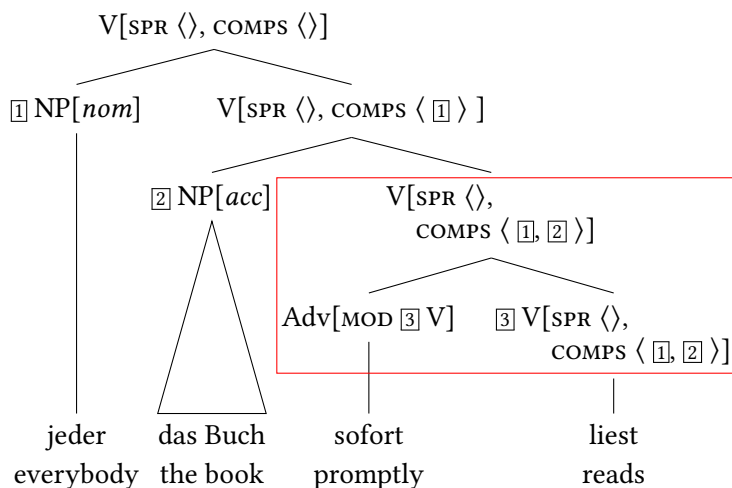 V[SPR ⟨⟩, COMPS ⟨⟩]
1 NP[nom] V[SPR ⟨⟩, COMPS ⟨ 1 ⟩ ]
2 NP[acc] V[SPR ⟨⟩,
COMPS ⟨ 1, 2 ⟩]
Adv[MOD 3 V] 3 V[SPR ⟨⟩,
COMPS ⟨ 1, 2 ⟩]
jeder das Buch sofort liest
everybody the book promptly reads